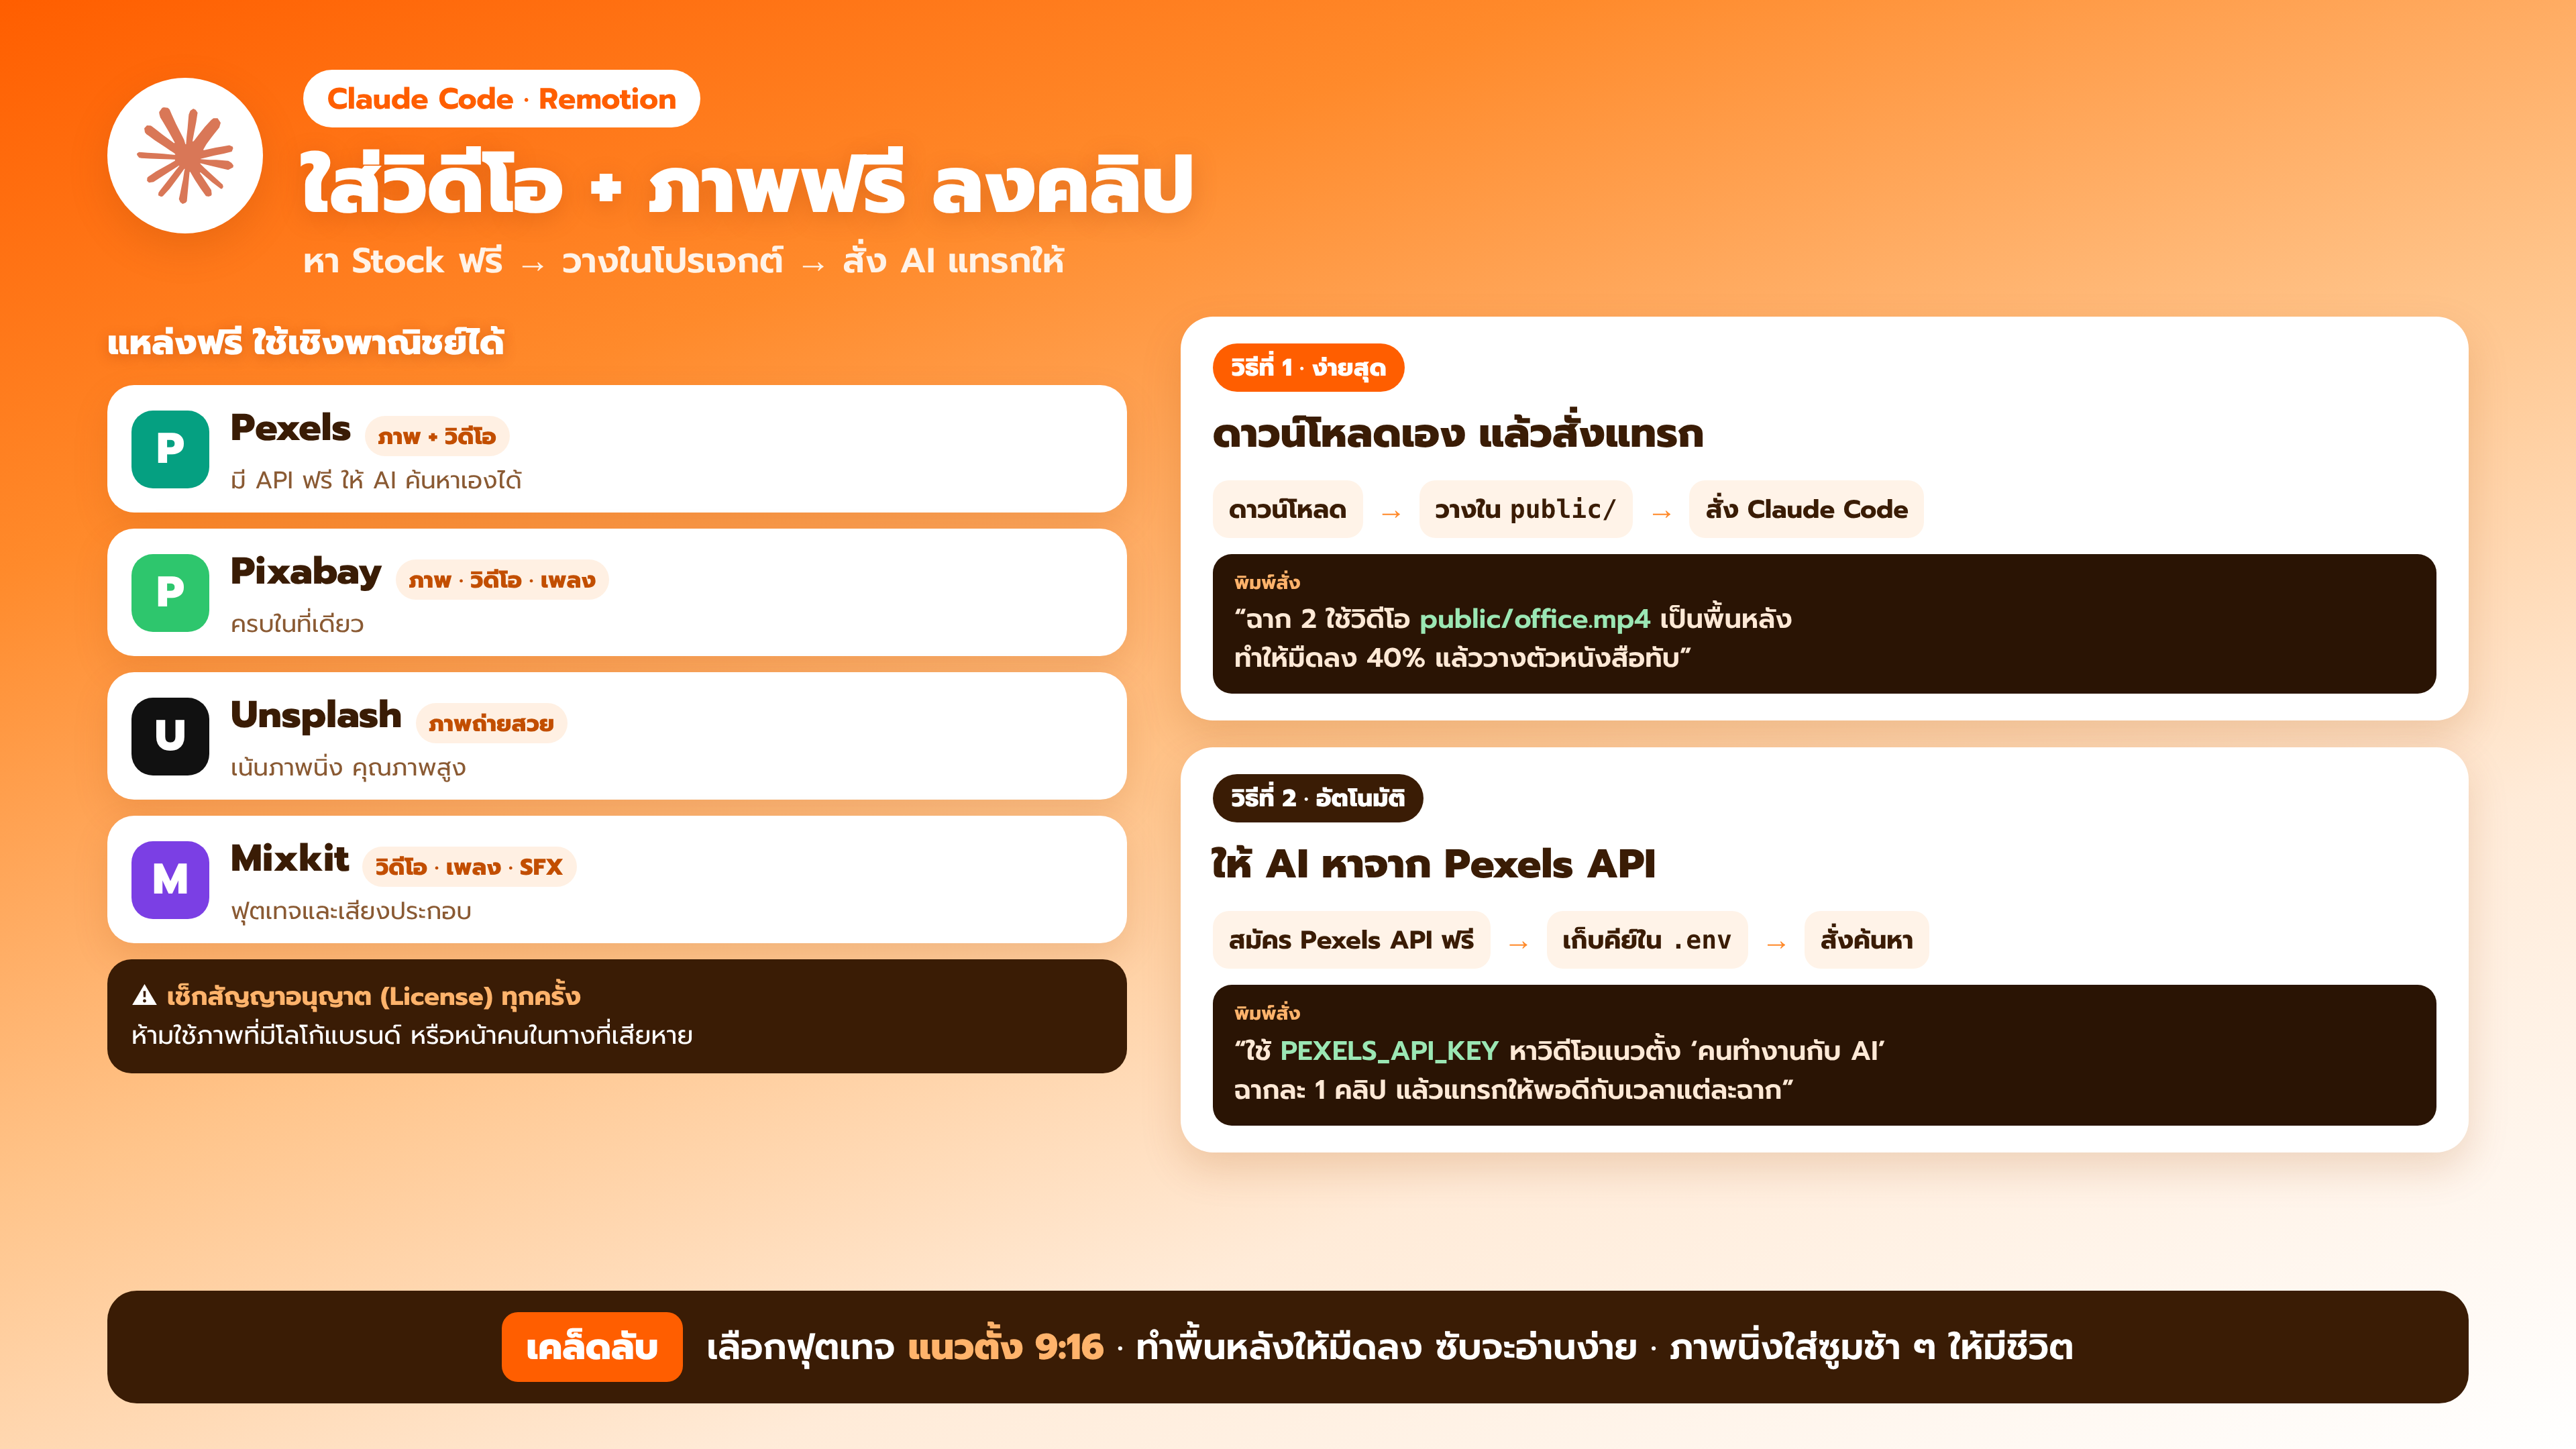 Claude Code · Remotion
ใส่วิดีโอ + ภาพฟรี ลงคลิป
หา Stock ฟรี → วางในโปรเจกต์ → สั่ง AI แทรกให้
แหล่งฟรี ใช้เชิงพาณิชย์ได้
P
Pexels ภาพ + วิดีโอ
มี API ฟรี ให้ AI ค้นหาเองได้
P
Pixabay ภาพ · วิดีโอ · เพลง
ครบในที่เดียว
U
Unsplash ภาพถ่ายสวย
เน้นภาพนิ่ง คุณภาพสูง
M
Mixkit วิดีโอ · เพลง · SFX
ฟุตเทจและเสียงประกอบ
⚠ เช็กสัญญาอนุญาต (License) ทุกครั้ง
ห้ามใช้ภาพที่มีโลโก้แบรนด์ หรือหน้าคนในทางที่เสียหาย
วิธีที่ 1 · ง่ายสุด
ดาวน์โหลดเอง แล้วสั่งแทรก
ดาวน์โหลด → วางใน public/ → สั่ง Claude Code
พิมพ์สั่ง
“ฉาก 2 ใช้วิดีโอ public/office.mp4 เป็นพื้นหลัง
ทำให้มืดลง 40% แล้ววางตัวหนังสือทับ”
วิธีที่ 2 · อัตโนมัติ
ให้ AI หาจาก Pexels API
สมัคร Pexels API ฟรี → เก็บคีย์ใน .env → สั่งค้นหา
พิมพ์สั่ง
“ใช้ PEXELS_API_KEY หาวิดีโอแนวตั้ง ‘คนทำงานกับ AI’
ฉากละ 1 คลิป แล้วแทรกให้พอดีกับเวลาแต่ละฉาก”
เคล็ดลับ เลือกฟุตเทจ แนวตั้ง 9:16 · ทำพื้นหลังให้มืดลง ซับจะอ่านง่าย · ภาพนิ่งใส่ซูมช้า ๆ ให้มีชีวิต